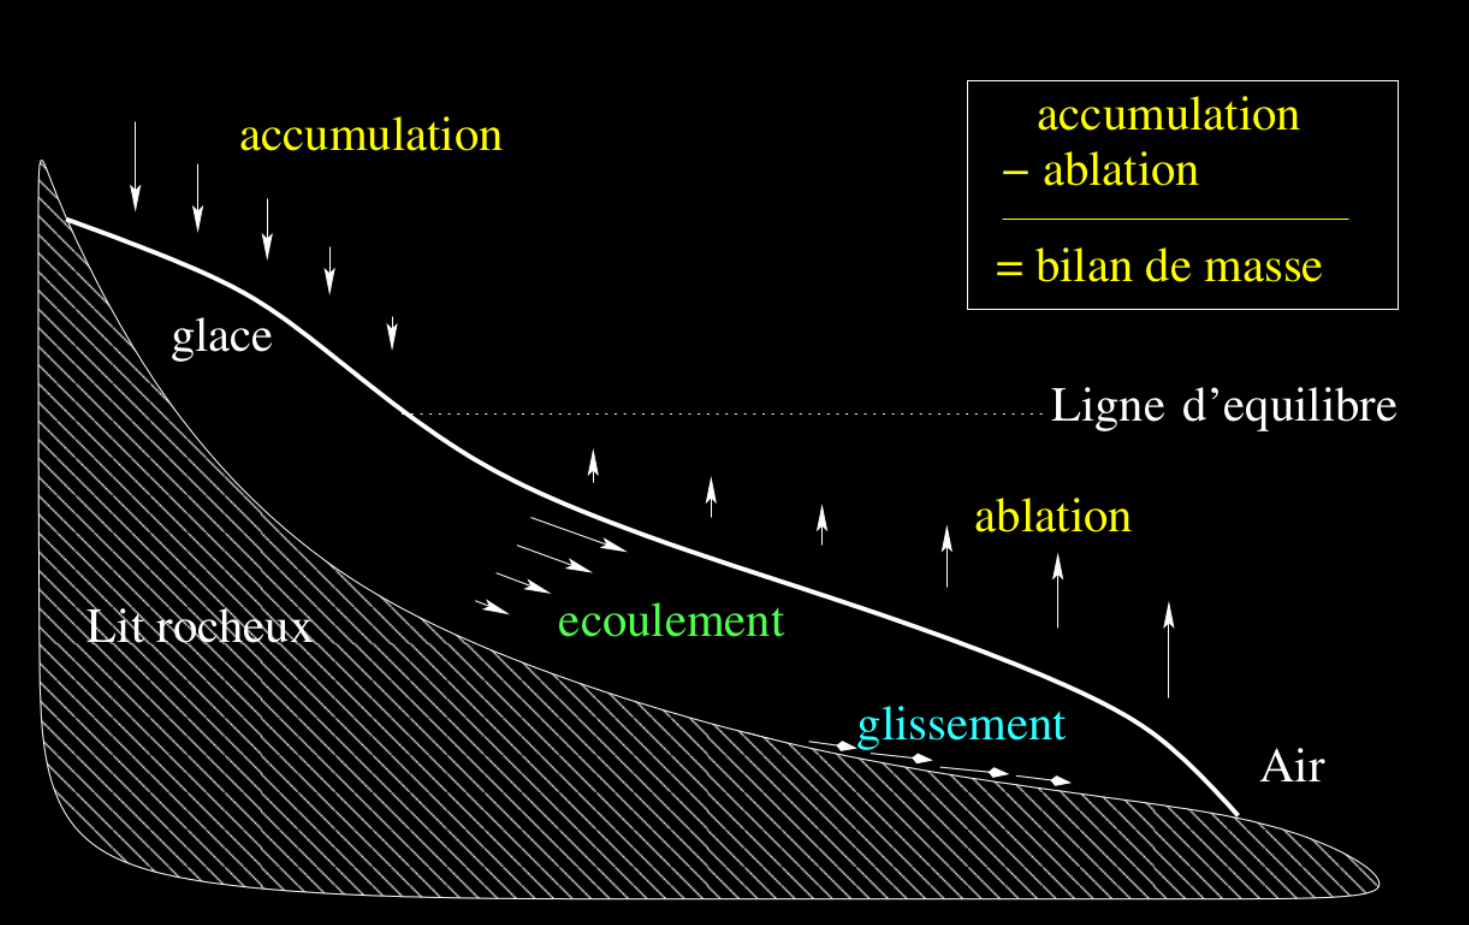 accumulation
accumulation
− ablation
= bilan de masse
glace
Ligne d'equilibre
ablation
Lit rocheux
ecoulement
glissement
Air